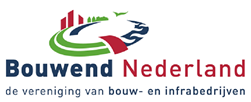 Bouwend Nederland
de vereniging van bouw- en infrabedrijven